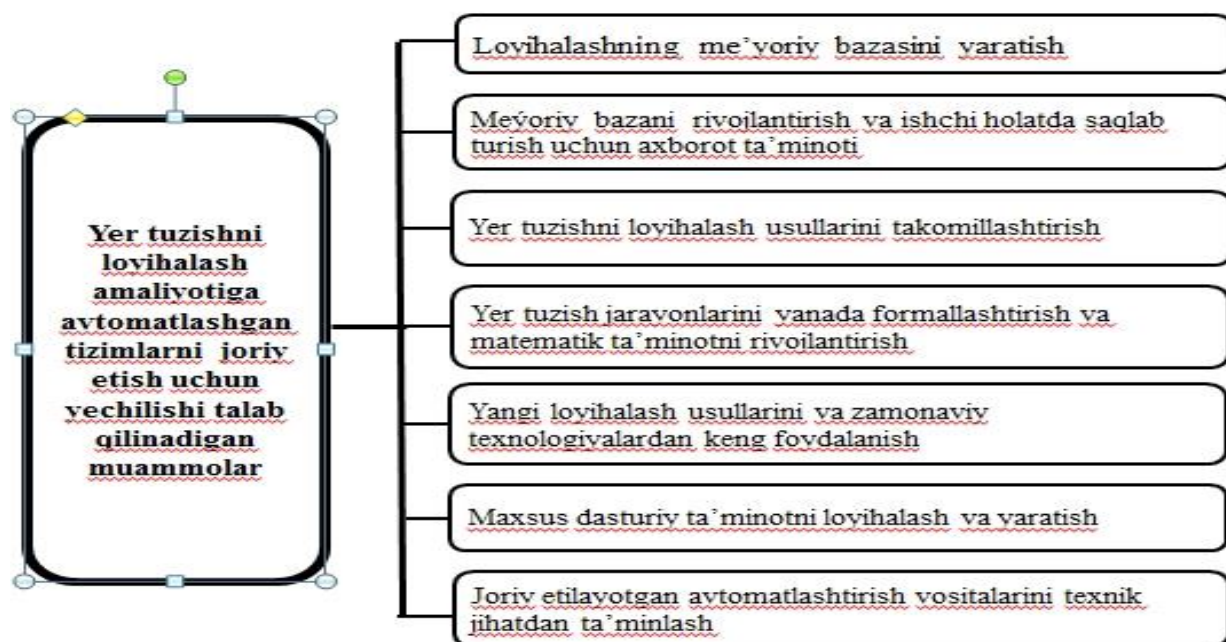 Yer tuzishni
loyihalash
amaliyotiga
avtomatlashgan
tizimlarni joriy
etish uchun
yechilishi talab
qilinadigan
muammolar
Loyihalashning me’yoriy bazasini yaratish
Meýoriy bazani rivojlantirish va ishchi holatda saqlab
turish uchun axborot ta’minoti
Yer tuzishni loyihalash usullarini takomillashtirish
Yer tuzish jarayonlarini yanada formallashtirish va
matematik ta’minotni rivojlantirish
Yangi loyihalash usullarini va zamonaviy
texnologiyalardan keng foydalanish
Maxsus dasturiy ta’minotni loyihalash va yaratish
Joriy etilayotgan avtomatlashtirish vositalarini texnik
jihatdan ta’minlash